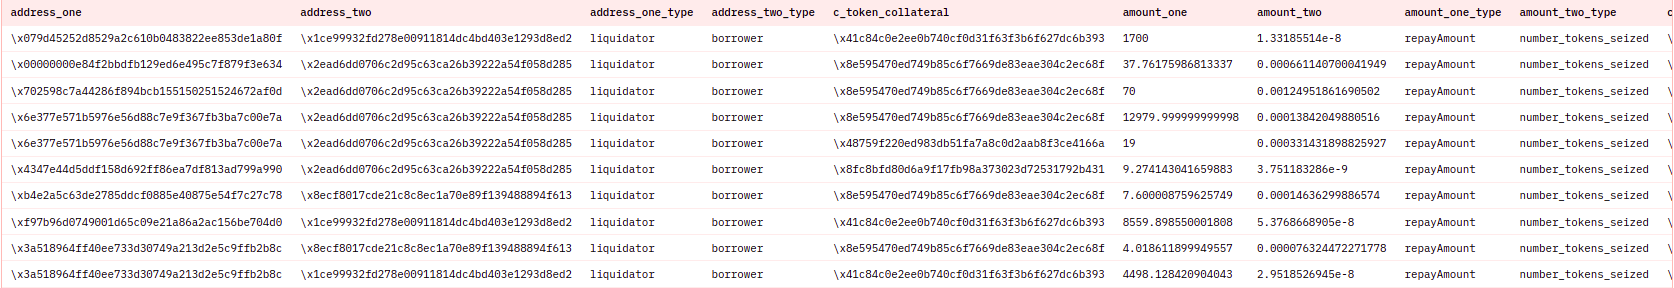 address_one address_two address_one_type address_two_type c_token_collateral amount_one amount_two amount_one_type amount_two_type c
\x079d45252d8529a2c610b0483822ee853de1a80f \x1ce99932fd278e00911814dc4bd403e1293d8ed2 liquidator borrower \x41c84c0e2ee0b740cf0d31f63f3b6f627dc6b393 1700 1.33185514e-8 repayAmount number_tokens_seized \
\x00000000e84f2bbdfb129ed6e495c7f879f3e634 \x2ead6dd0706c2d95c63ca26b39222a54f058d285 liquidator borrower \x8e595470ed749b85c6f7669de83eae304c2ec68f 37.76175986813337 0.000661140700041949 repayAmount number_tokens_seized \
\x702598c7a44286f894bcb155150251524672af0d \x2ead6dd0706c2d95c63ca26b39222a54f058d285 liquidator borrower \x8e595470ed749b85c6f7669de83eae304c2ec68f 70 0.00124951861690502 repayAmount number_tokens_seized \
\x6e377e571b5976e56d88c7e9f367fb3ba7c00e7a \x2ead6dd0706c2d95c63ca26b39222a54f058d285 liquidator borrower \x8e595470ed749b85c6f7669de83eae304c2ec68f 12979.999999999998 0.00013842049880516 repayAmount number_tokens_seized \
\x6e377e571b5976e56d88c7e9f367fb3ba7c00e7a \x2ead6dd0706c2d95c63ca26b39222a54f058d285 liquidator borrower \x48759f220ed983db51fa7a8c0d2aab8f3ce4166a 19 0.000331431898825927 repayAmount number_tokens_seized \
\x4347e44d5ddf158d692ff86ea7df813ad799a990 \x2ead6dd0706c2d95c63ca26b39222a54f058d285 liquidator borrower \x8fc8bfd80d6a9f17fb98a373023d72531792b431 9.274143041659883 3.751183286e-9 repayAmount number_tokens_seized \
\xb4e2a5c63de2785ddcf0885e40875e54f7c27c78 \x8ecf8017cde21c8c8ec1a70e89f139488894f613 liquidator borrower \x8e595470ed749b85c6f7669de83eae304c2ec68f 7.600008759625749 0.00014636299886574 repayAmount number_tokens_seized \
\xf97b96d0749001d65c09e21a86a2ac156be704d0 \x1ce99932fd278e00911814dc4bd403e1293d8ed2 liquidator borrower \x41c84c0e2ee0b740cf0d31f63f3b6f627dc6b393 8559.898550001808 5.3768668905e-8 repayAmount number_tokens_seized \
\x3a518964ff40ee733d30749a213d2e5c9ffb2b8c \x8ecf8017cde21c8c8ec1a70e89f139488894f613 liquidator borrower \x8e595470ed749b85c6f7669de83eae304c2ec68f 4.018611899949557 0.000076324472271778 repayAmount number_tokens_seized \
\x3a518964ff40ee733d30749a213d2e5c9ffb2b8c \x1ce99932fd278e00911814dc4bd403e1293d8ed2 liquidator borrower \x41c84c0e2ee0b740cf0d31f63f3b6f627dc6b393 4498.128420904043 2.9518526945e-8 repayAmount number_tokens_seized \